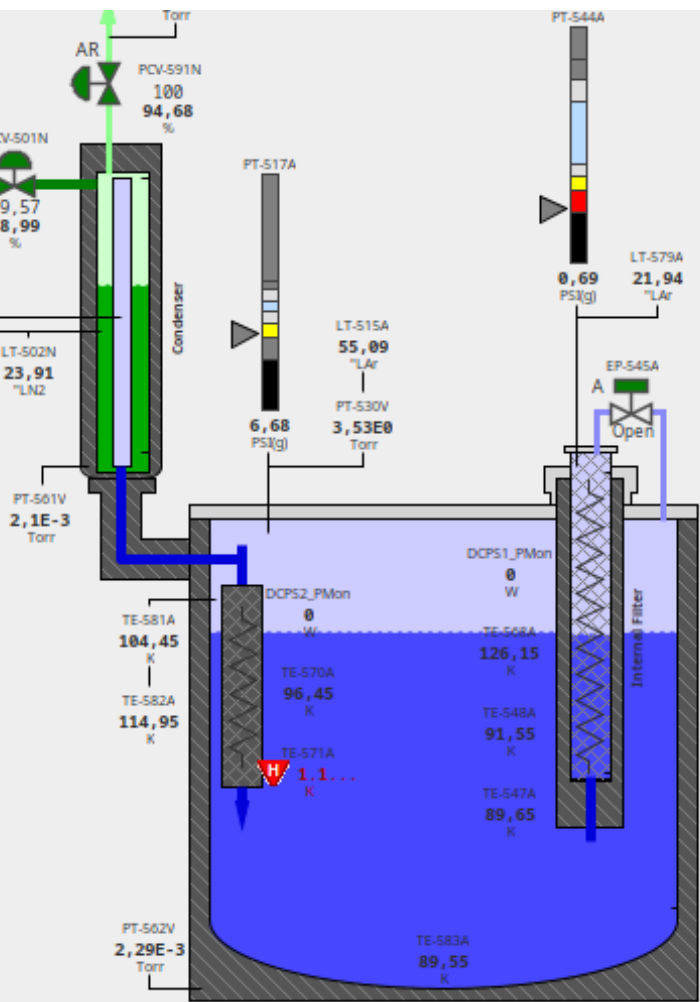 Torr
PT-544A
AR
PCV-591N
100
94,68
%
V-501N
9,57
8,99
%
PT-517A
0,69
PSI(g)
LT-579A
21,94
"LAr
Condenser
LT-502N
23,91
"LN2
LT-515A
55,09
"LAr
EP-545A
A
Open
6,68
PSI(g)
PT-530V
3,53E0
Torr
PT-561V
2,1E-3
Torr
DCPS1_PMon
0
W
DCPS2_PMon
0
W
Internal Filter
TE-581A
104,45
K
TE-568A
126,15
K
TE-570A
96,45
K
TE-582A
114,95
K
TE-548A
91,55
K
TE-571A
H
1.1...
K
TE-547A
89,65
K
PT-562V
2,29E-3
Torr
TE-583A
89,55
K